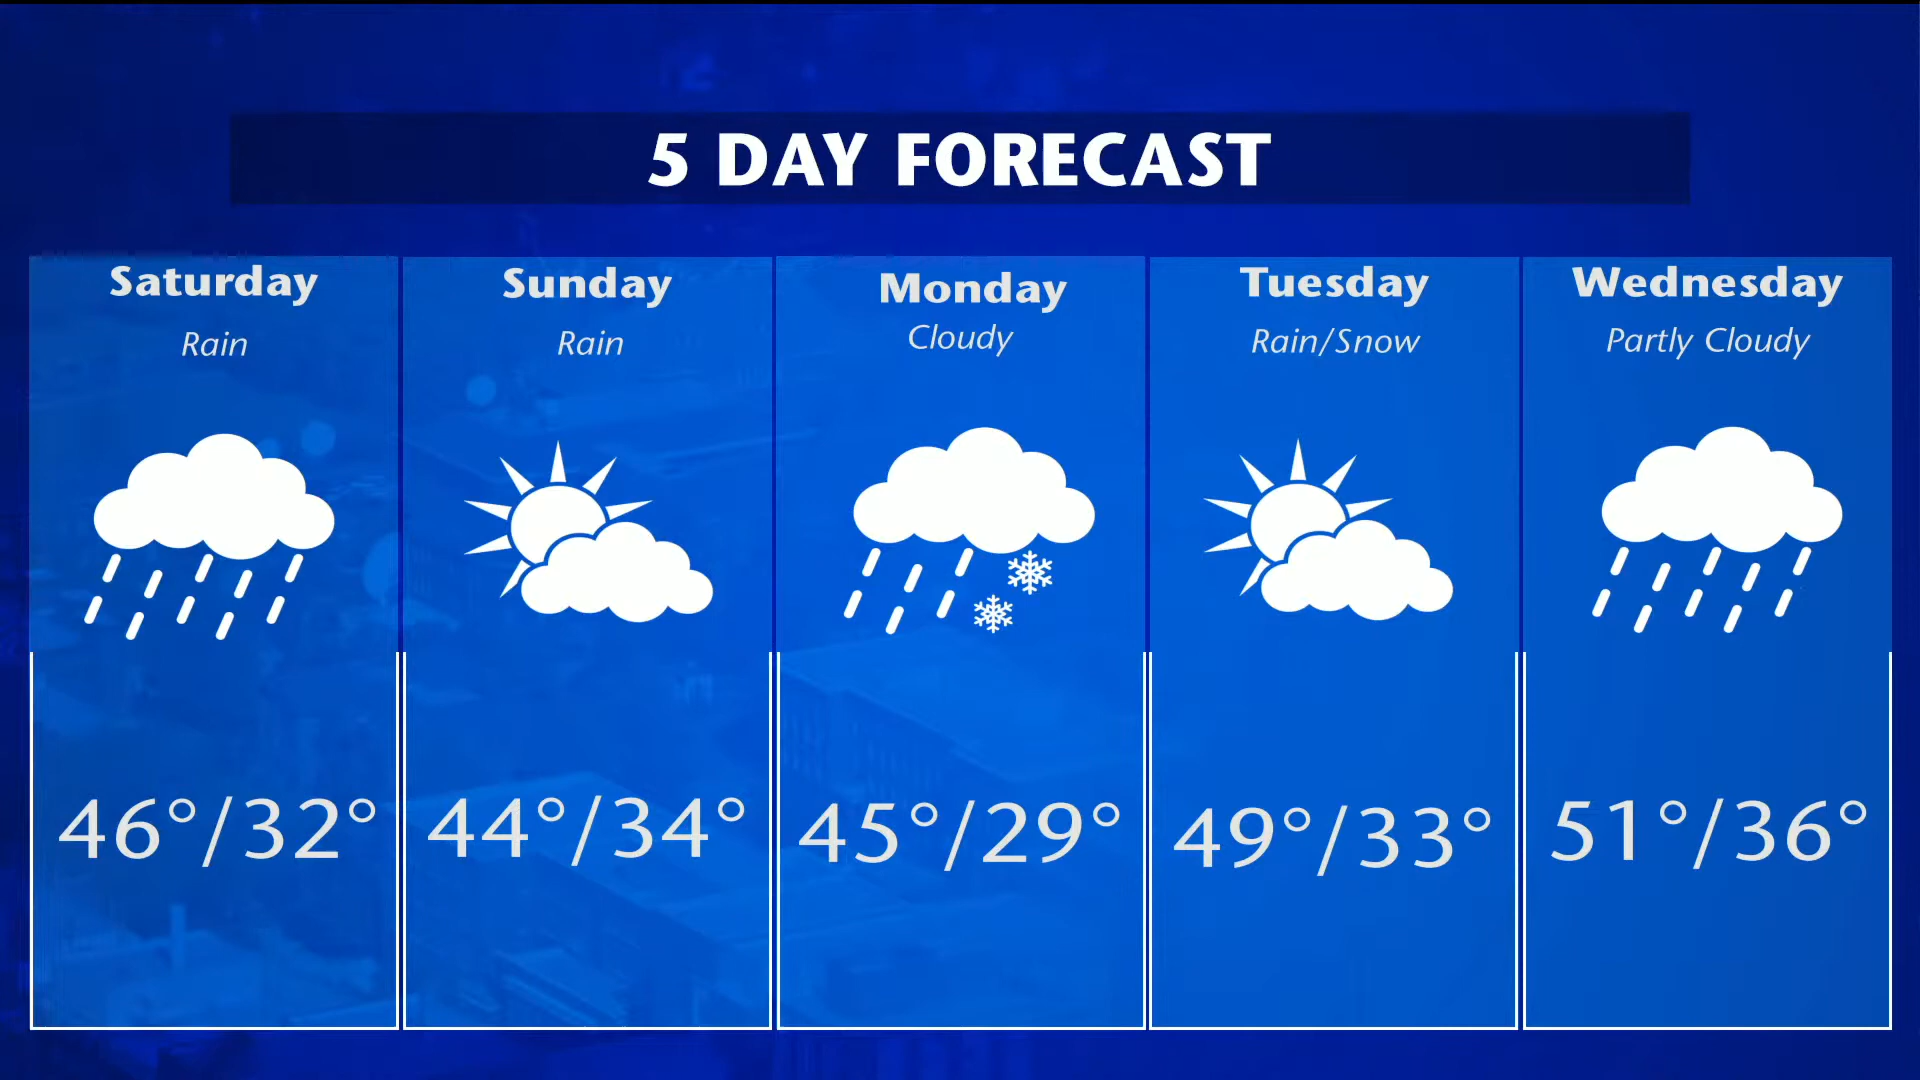 5 DAY FORECAST
Saturday
Rain
46°/32°
Sunday
Rain
44°/34°
Monday
Cloudy
45°/29°
Tuesday
Rain/Snow
49°/33°
Wednesday
Partly Cloudy
51°/36°